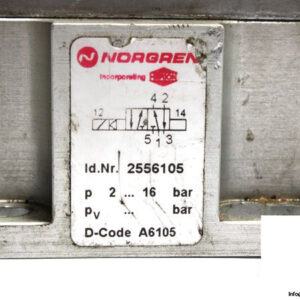 NORGREN
Incorporating
4 2
12 14
5 1 3
Id.Nr. 2556105
p 2 ... 16 bar
pv ... bar
D-Code A6105